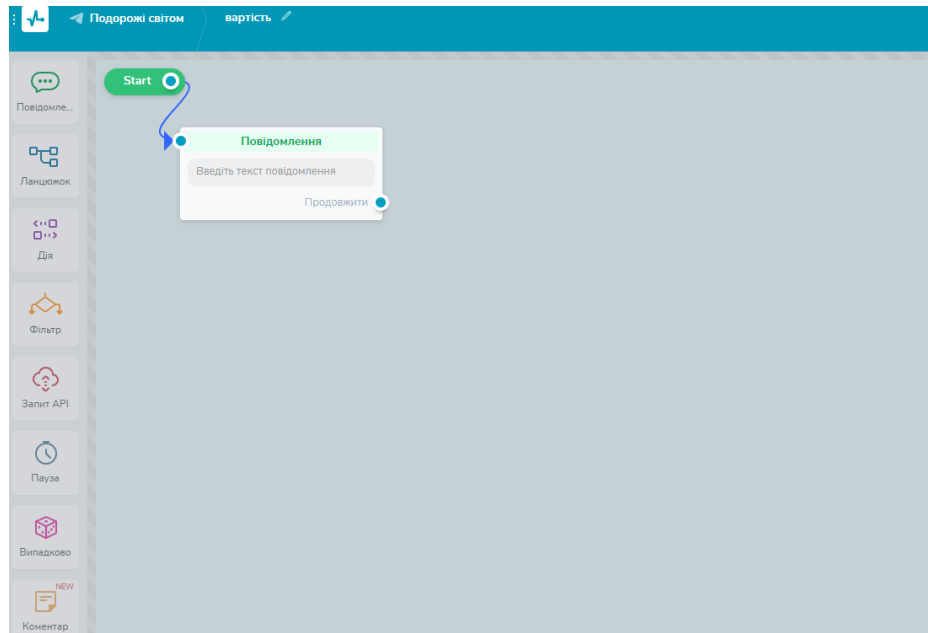 Подорожі світом
вартість
Start
Повідомле...
Повідомлення
Введіть текст повідомлення
Продовжити
Ланцюжок
Дія
Фільтр
Запит API
Пауза
Випадково
NEW
Коментар